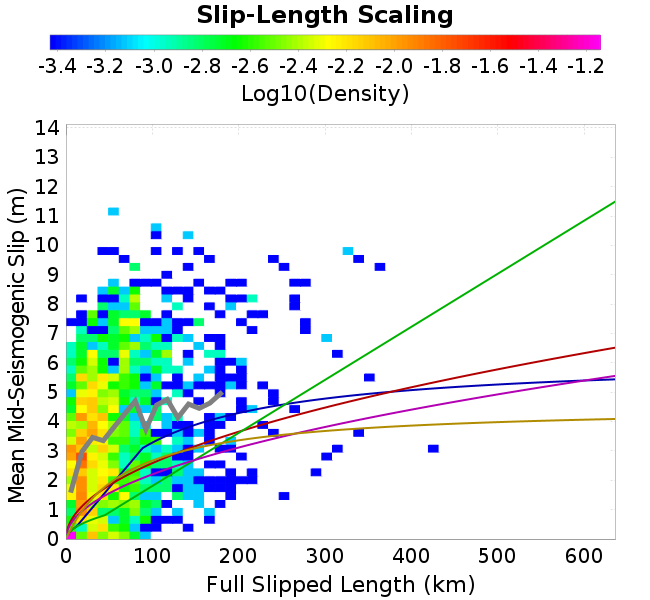 Slip-Length Scaling
-3.4 -3.2 -3.0 -2.8 -2.6 -2.4 -2.2 -2.0 -1.8 -1.6 -1.4 -1.2
Log10(Density)
Mean Mid-Seismogenic Slip (m)
14
13
12
11
10
9
8
7
6
5
4
3
2
1
0
0 100 200 300 400 500 600
Full Slipped Length (km)